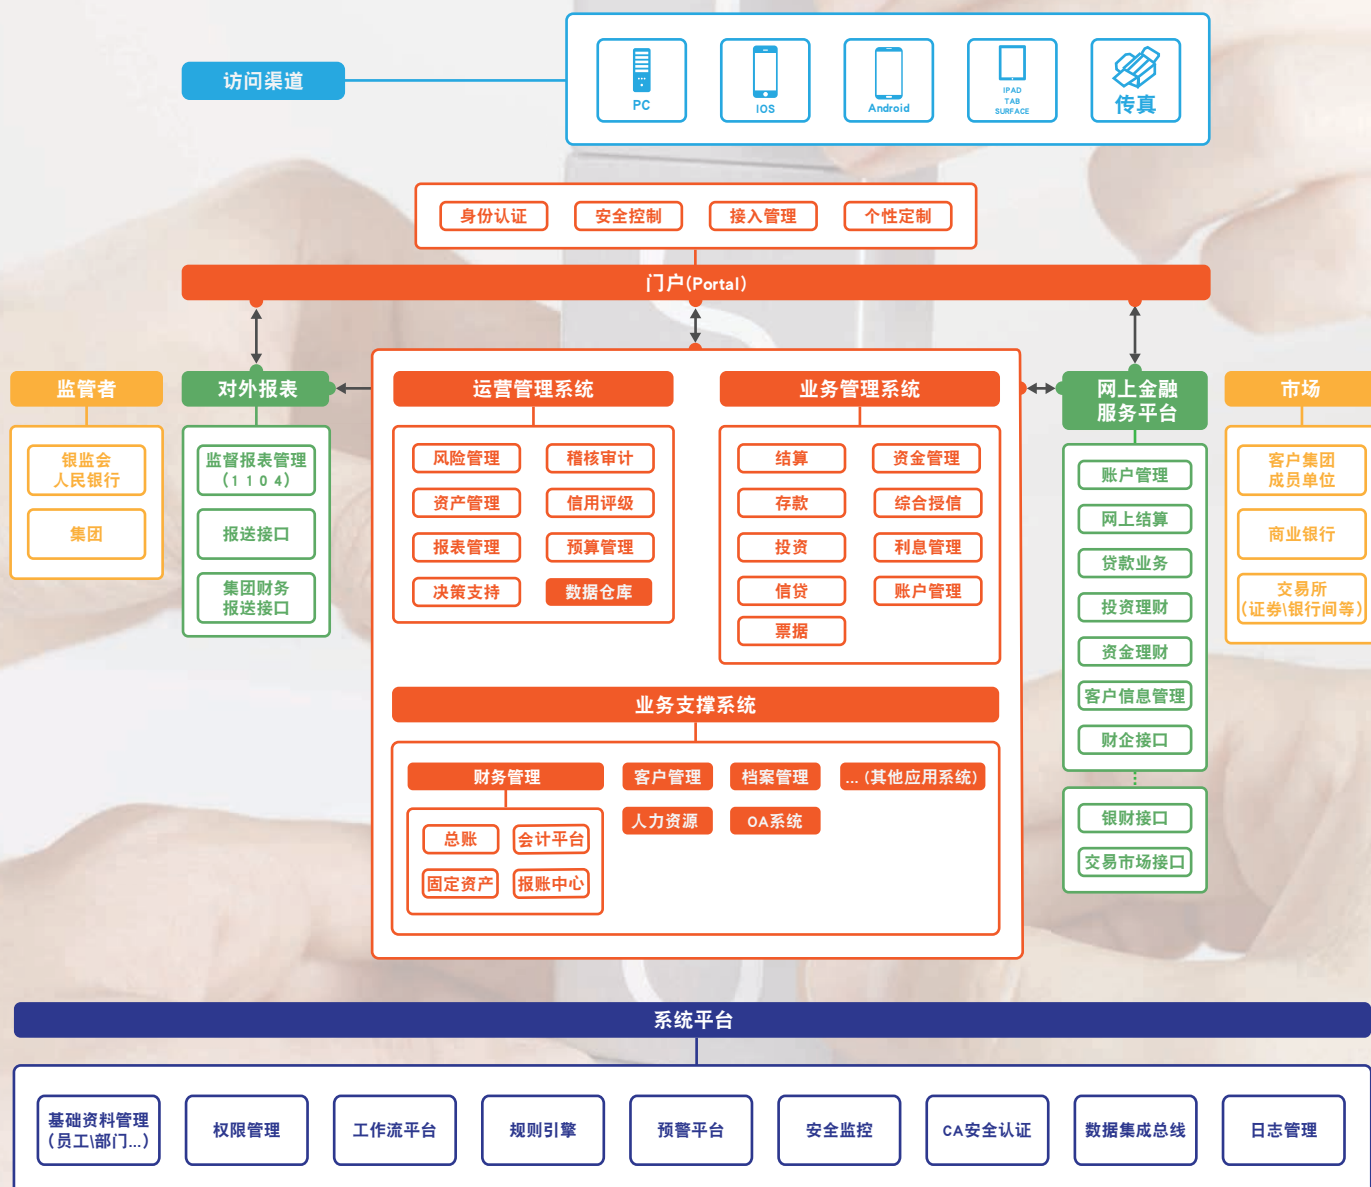 访问渠道
PC
IOS
Android
IPAD
TAB
SURFACE
传真
身份认证
安全控制
接入管理
个性定制
门户(Portal)
监管者
银监会
人民银行
集团
对外报表
监督报表管理
(1104)
报送接口
集团财务
报送接口
运营管理系统
风险管理
稽核审计
资产管理
信用评级
报表管理
预算管理
决策支持
数据仓库
业务管理系统
结算
资金管理
存款
综合授信
投资
利息管理
信贷
账户管理
票据
业务支撑系统
财务管理
总账
会计平台
固定资产
报账中心
客户管理
档案管理
... (其他应用系统)
人力资源
OA系统
网上金融
服务平台
账户管理
网上结算
贷款业务
投资理财
资金理财
客户信息管理
财企接口
银财接口
交易市场接口
市场
客户集团
成员单位
商业银行
交易所
(证券\银行间等)
系统平台
基础资料管理
(员工\部门...)
权限管理
工作流平台
规则引擎
预警平台
安全监控
CA安全认证
数据集成总线
日志管理